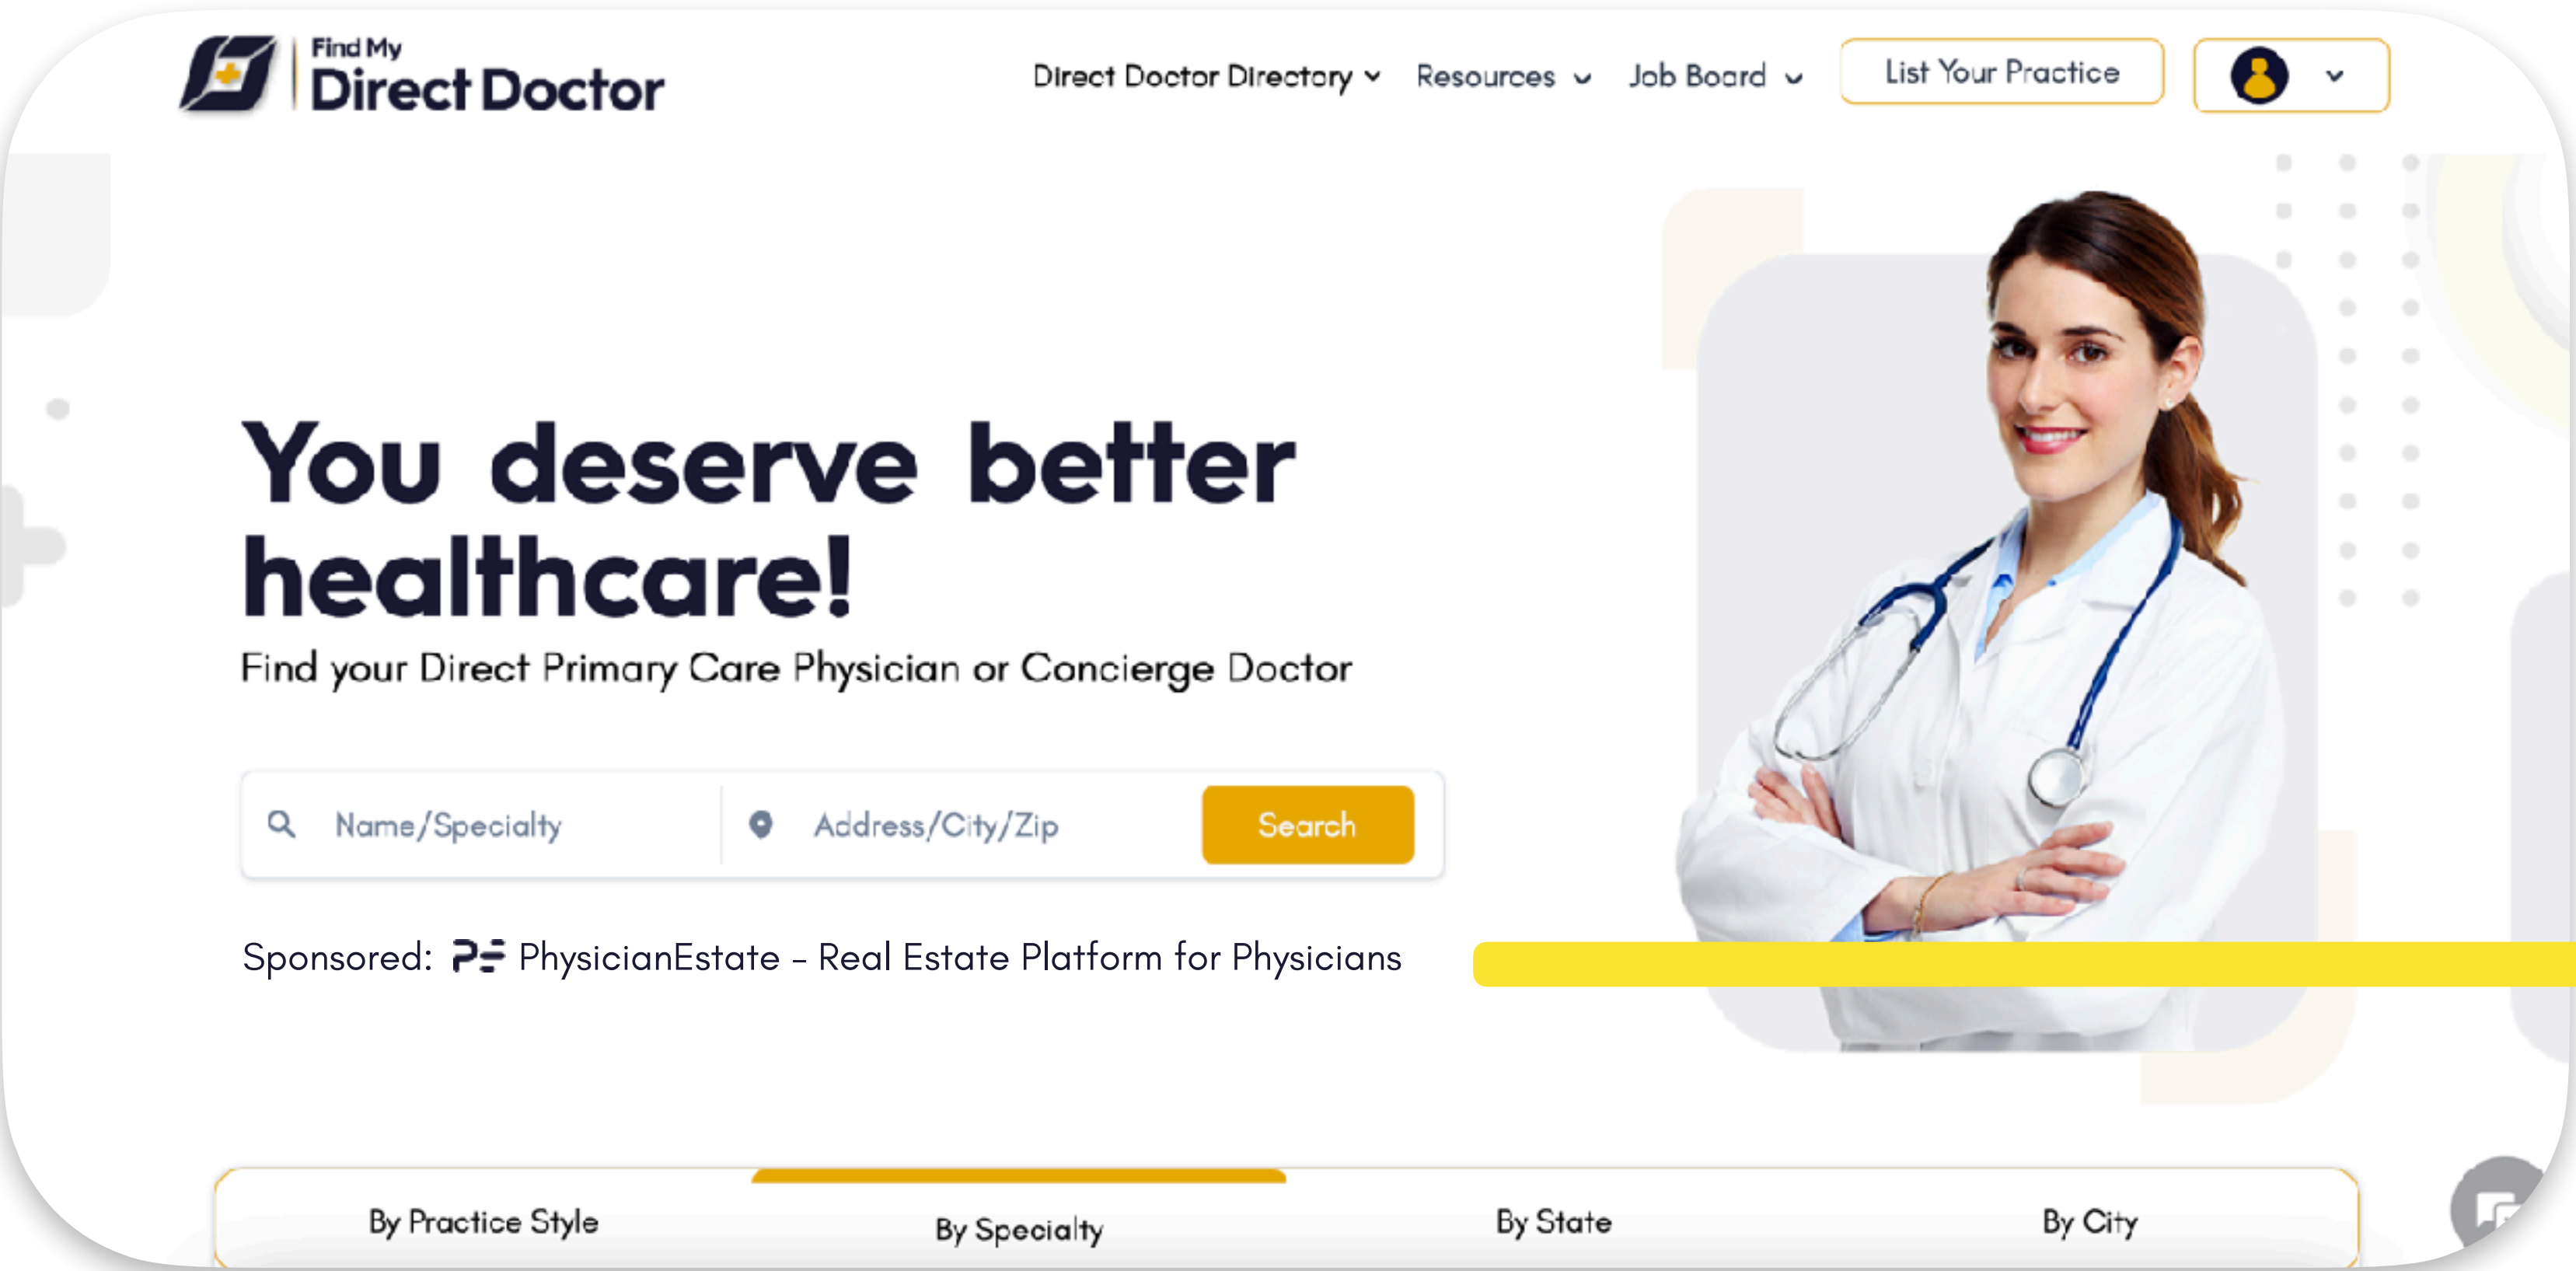 Find My
Direct Doctor
Direct Doctor Directory
Resources
Job Board
List Your Practice
You deserve better
healthcare!
Find your Direct Primary Care Physician or Concierge Doctor
Name/Specialty
Address/City/Zip
Search
Sponsored: PhysicianEstate - Real Estate Platform for Physicians
By Practice Style
By Specialty
By State
By City